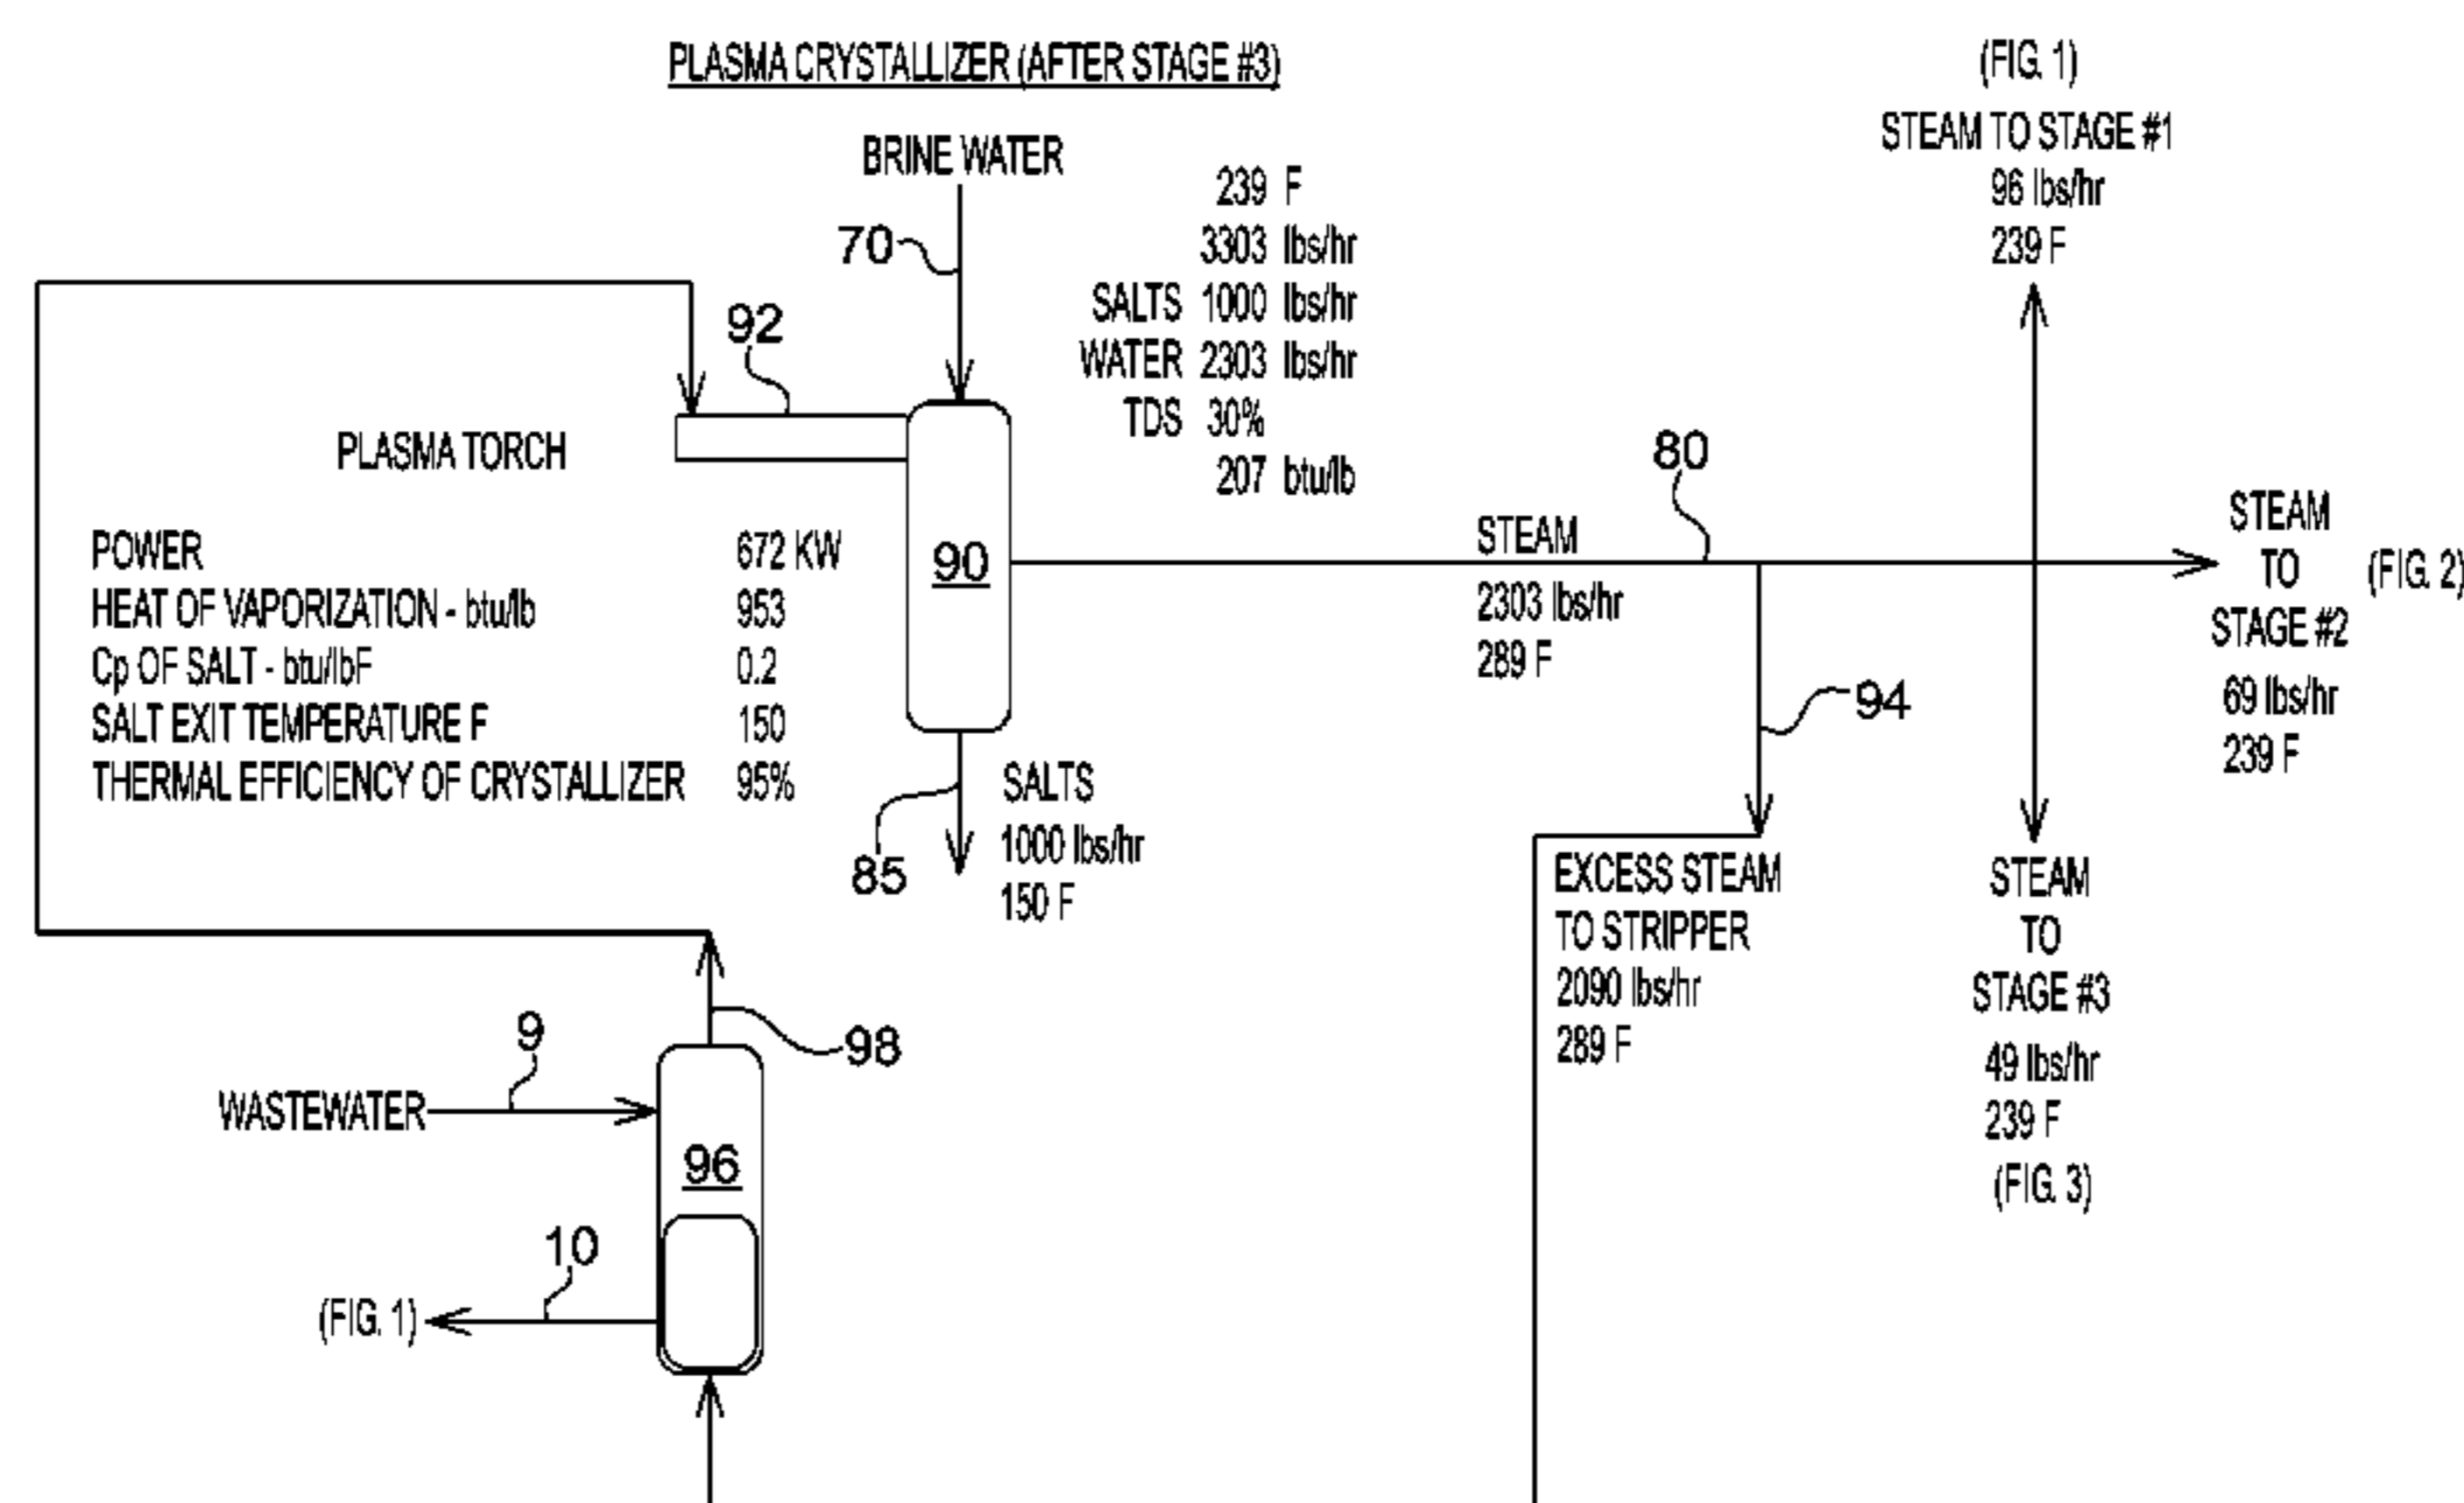 PLASMA CRYSTALLIZER (AFTER STAGE #3)
(FIG. 1)
STEAM TO STAGE #1
96 lbs/hr
239 F
BRINE WATER
70
239 F
3303 lbs/hr
SALTS 1000 lbs/hr
WATER 2303 lbs/hr
TDS 30%
207 btu/lb
92
PLASMA TORCH
POWER 672 KW
HEAT OF VAPORIZATION - btu/lb 953
Cp OF SALT - btu/lbF 0.2
SALT EXIT TEMPERATURE F 150
THERMAL EFFICIENCY OF CRYSTALLIZER 95%
90
80
STEAM
2303 lbs/hr
289 F
STEAM
TO (FIG. 2)
STAGE #2
69 lbs/hr
239 F
94
85
SALTS
1000 lbs/hr
150 F
EXCESS STEAM
TO STRIPPER
2090 lbs/hr
289 F
STEAM
TO
STAGE #3
49 lbs/hr
239 F
(FIG. 3)
98
9
WASTEWATER
96
10
(FIG. 1)